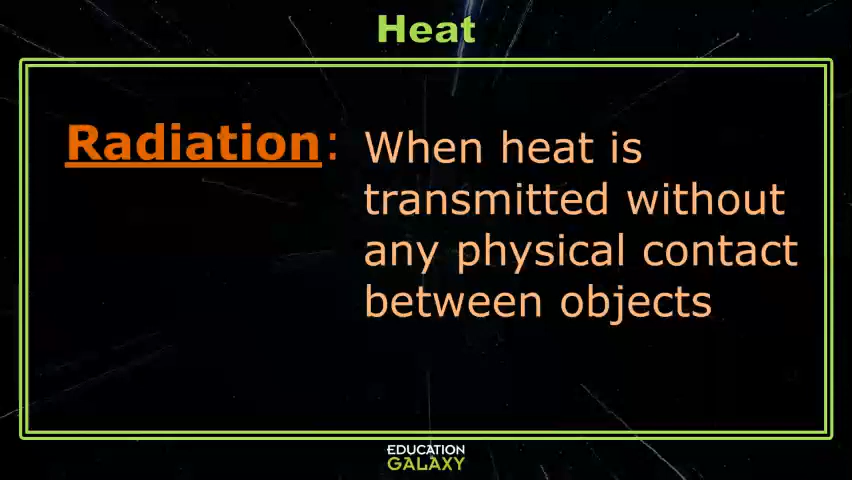 Heat
Radiation: When heat is
transmitted without
any physical contact
between objects
EDUCATION
GALAXY